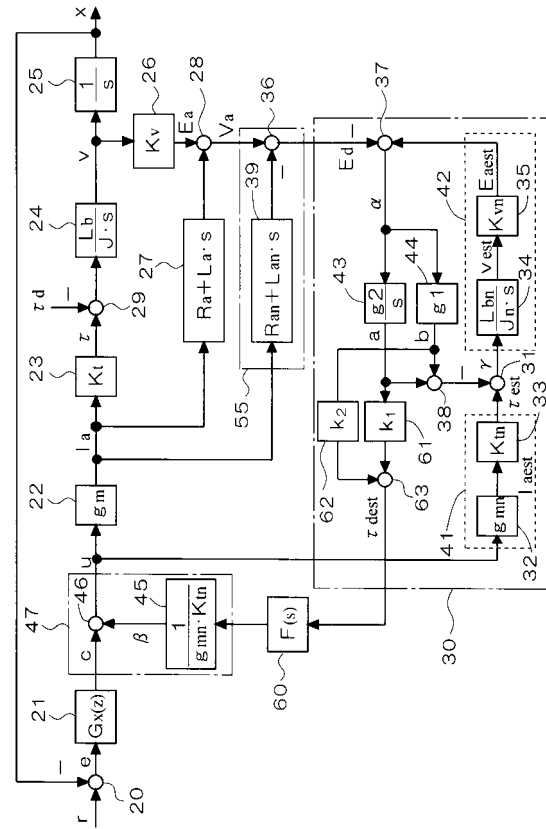 r
20
−
e
21
Gx(z)
c
47
46
β
45
1
gmn·Ktn
u
22
gm
Ia
23
Kt
τ
τd
−
29
24
Lb
J·s
v
25
1
s
x
26
Kv
Ea
28
Va
27
Ra+La·s
36
−
39
Ran+Lan·s
55
Ed
−
37
α
43
g2
s
a
44
g1
b
62
k2
61
k1
63
38
−
τdest
60
F(s)
30
41
32
gmn
Iaest
33
Ktn
τest
31
γ
42
34
Lbn
Jn·s
vest
35
Kvn
Eaest